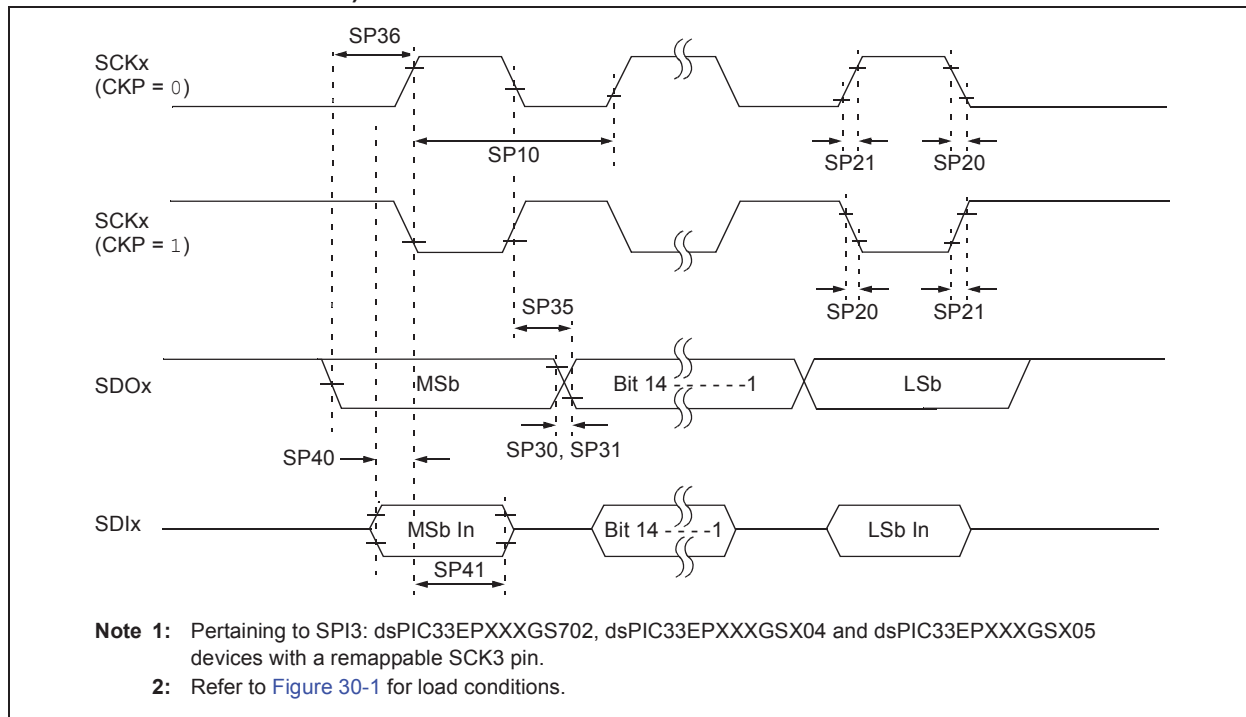 SP36
SCKx
(CKP = 0)
SP10
SP21
SP20
SCKx
(CKP = 1)
SP35
SP20
SP21
SDOx
MSb
Bit 14 - - - - - -1
LSb
SP30, SP31
SP40
SDIx
MSb In
Bit 14 - - - -1
LSb In
SP41
Note 1: Pertaining to SPI3: dsPIC33EPXXXGS702, dsPIC33EPXXXGSX04 and dsPIC33EPXXXGSX05
devices with a remappable SCK3 pin.
2: Refer to Figure 30-1 for load conditions.